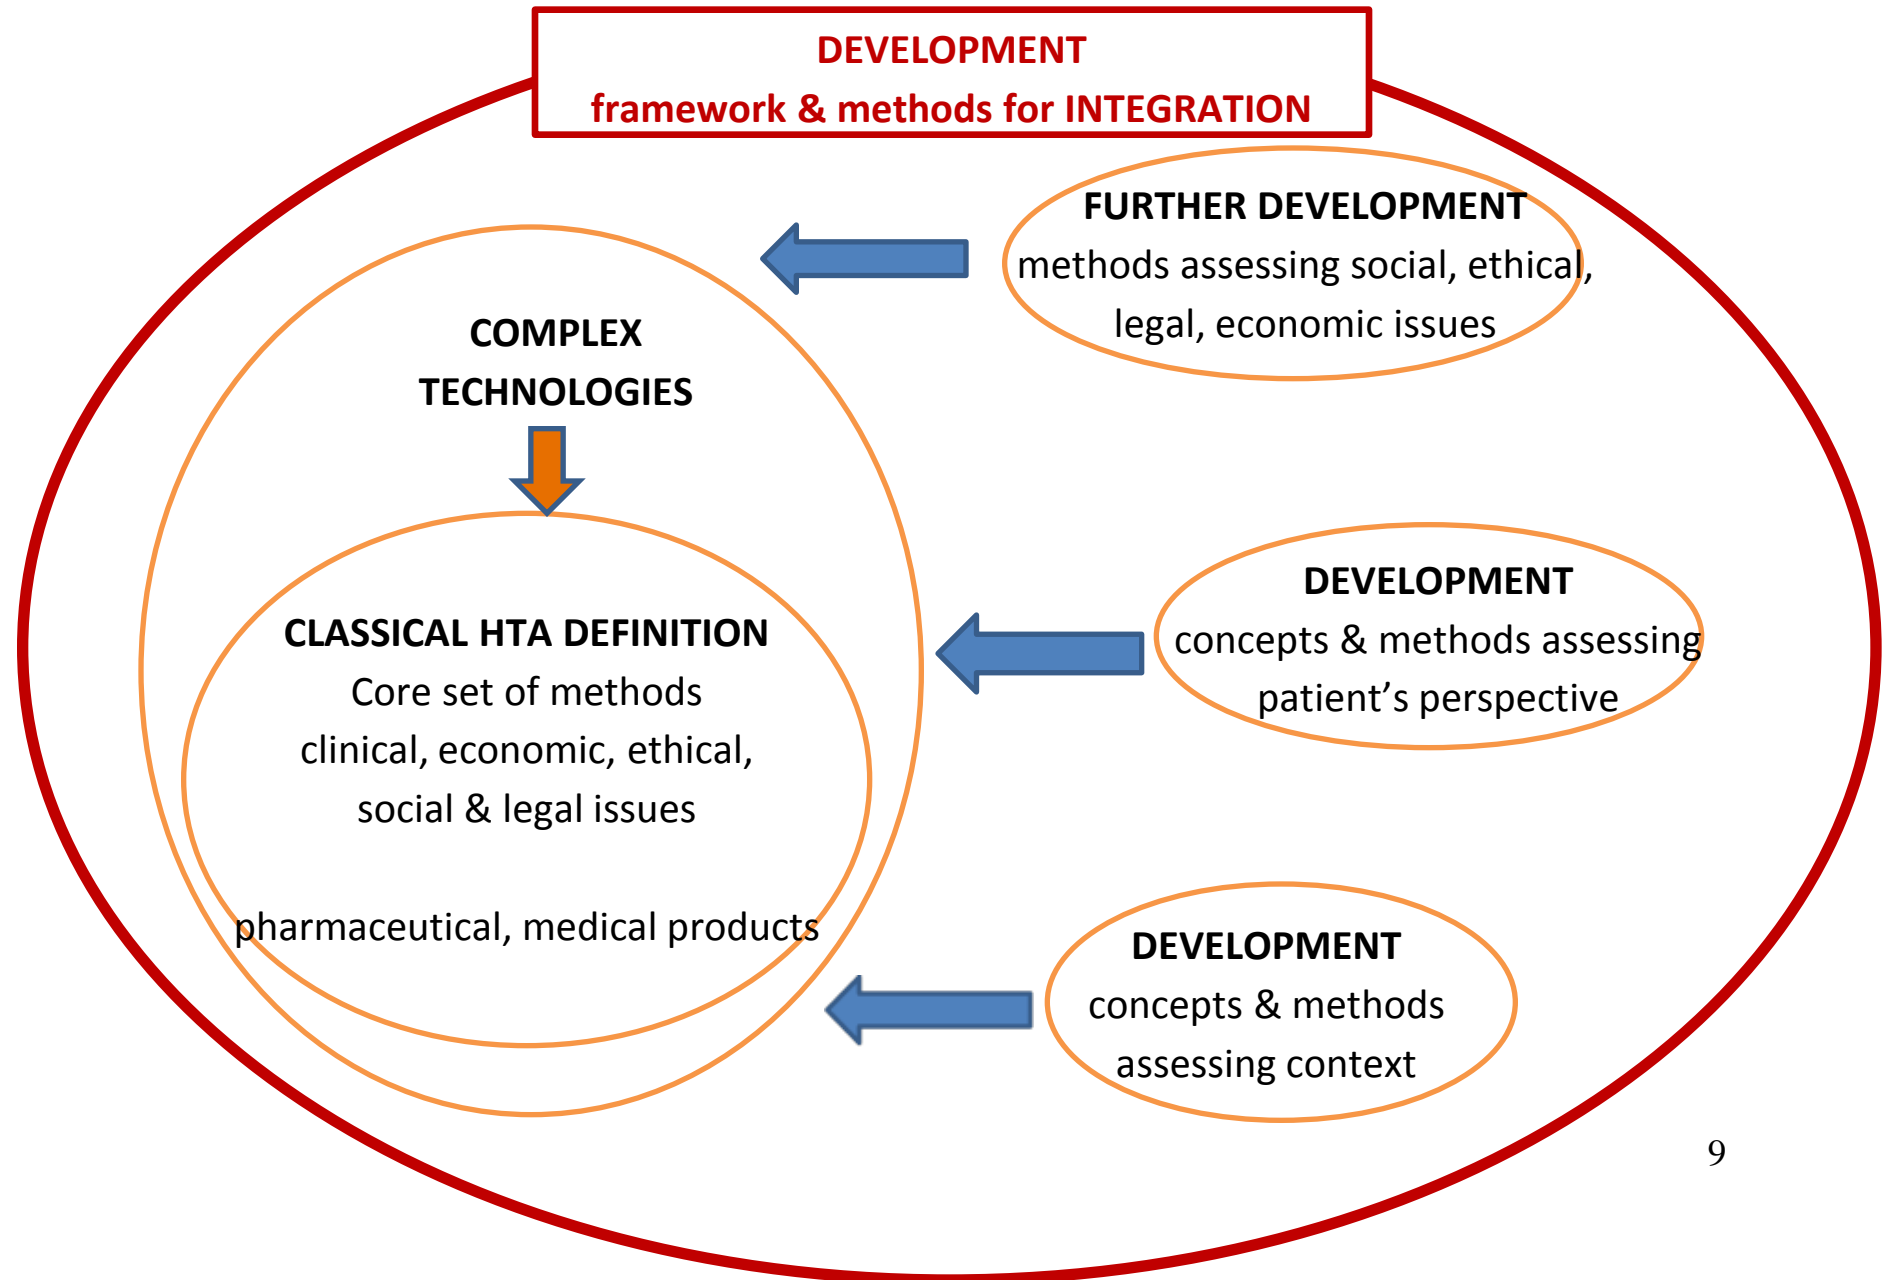 DEVELOPMENT
framework & methods for INTEGRATION
FURTHER DEVELOPMENT
methods assessing social, ethical,
legal, economic issues
COMPLEX
TECHNOLOGIES
CLASSICAL HTA DEFINITION
Core set of methods
clinical, economic, ethical,
social & legal issues
pharmaceutical, medical products
DEVELOPMENT
concepts & methods assessing
patient’s perspective
DEVELOPMENT
concepts & methods
assessing context
9